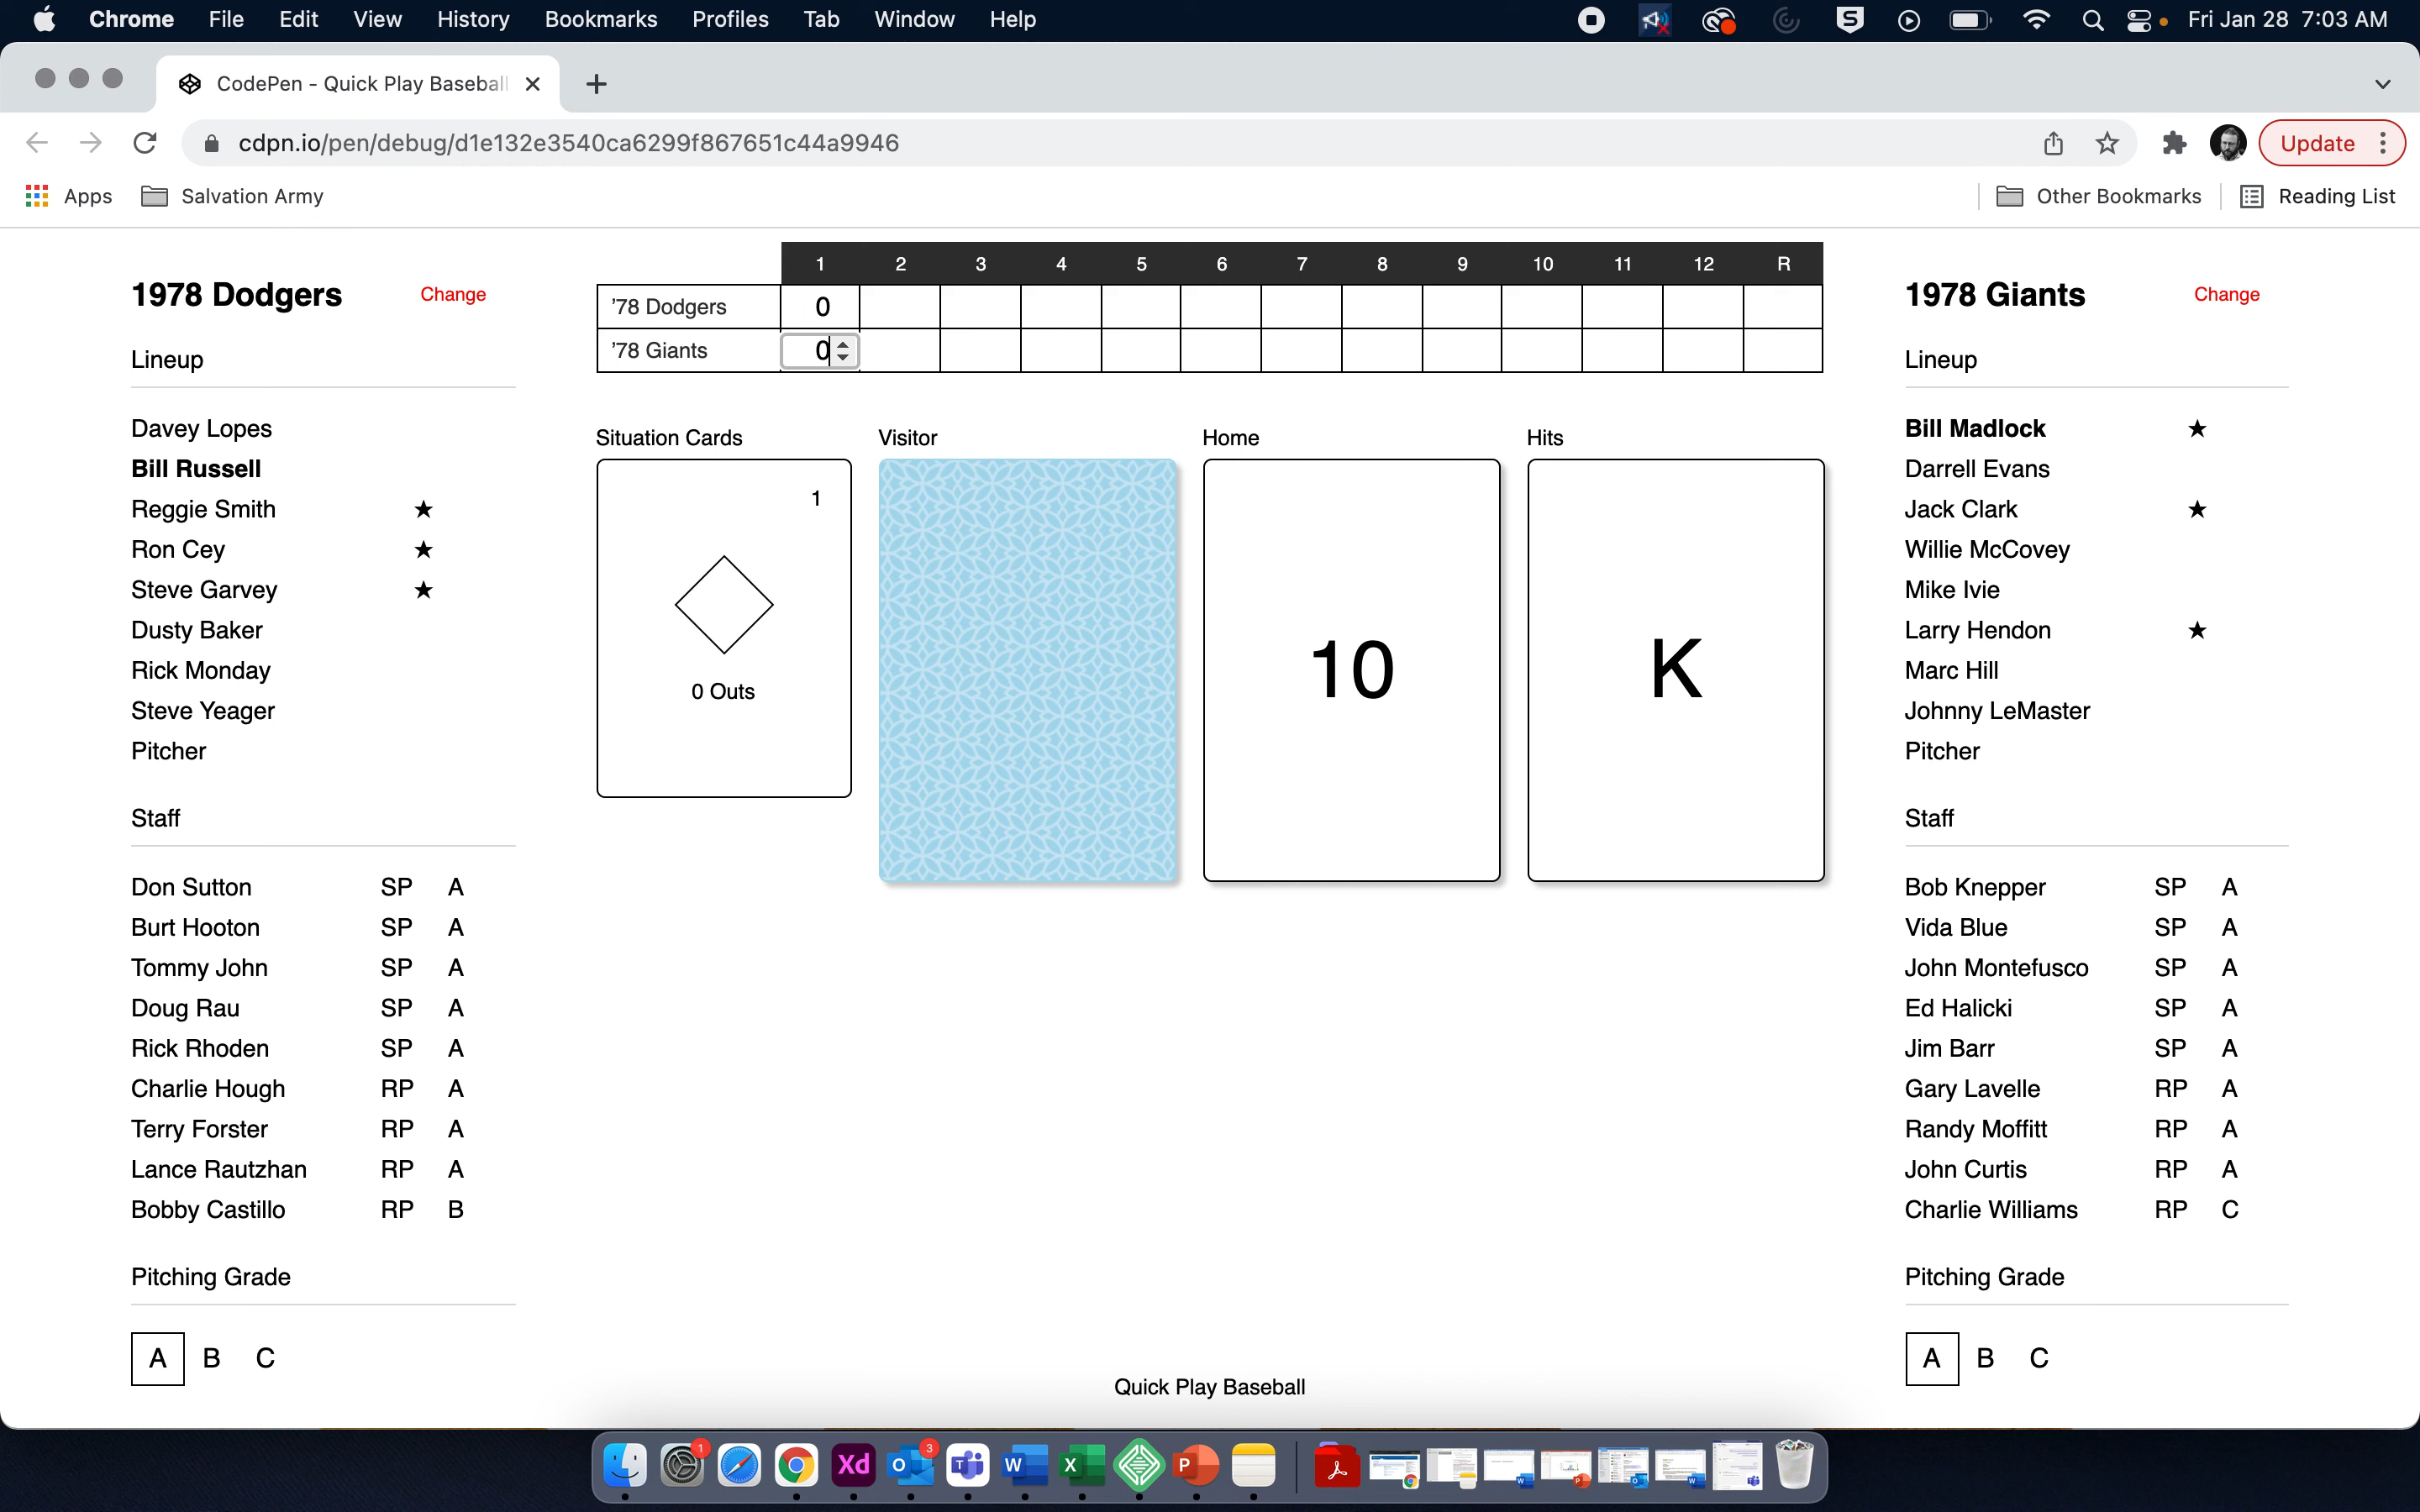 Chrome File Edit View History Bookmarks Profiles Tab Window Help Fri Jan 28 7:03 AM
CodePen - Quick Play Baseball
cdpn.io/pen/debug/d1e132e3540ca6299f867651c44a9946
Update
Apps Salvation Army Other Bookmarks Reading List
1978 Dodgers Change
Lineup
Davey Lopes
Bill Russell
Reggie Smith ★
Ron Cey ★
Steve Garvey ★
Dusty Baker
Rick Monday
Steve Yeager
Pitcher
Staff
Don Sutton SP A
Burt Hooton SP A
Tommy John SP A
Doug Rau SP A
Rick Rhoden SP A
Charlie Hough RP A
Terry Forster RP A
Lance Rautzhan RP A
Bobby Castillo RP B
Pitching Grade
A B C
1 2 3 4 5 6 7 8 9 10 11 12 R
’78 Dodgers 0
’78 Giants 0
Situation Cards Visitor Home Hits
1
0 Outs
10
K
Quick Play Baseball
1978 Giants Change
Lineup
Bill Madlock ★
Darrell Evans
Jack Clark ★
Willie McCovey
Mike Ivie
Larry Hendon ★
Marc Hill
Johnny LeMaster
Pitcher
Staff
Bob Knepper SP A
Vida Blue SP A
John Montefusco SP A
Ed Halicki SP A
Jim Barr SP A
Gary Lavelle RP A
Randy Moffitt RP A
John Curtis RP A
Charlie Williams RP C
Pitching Grade
A B C
1 Xd 3 W X P